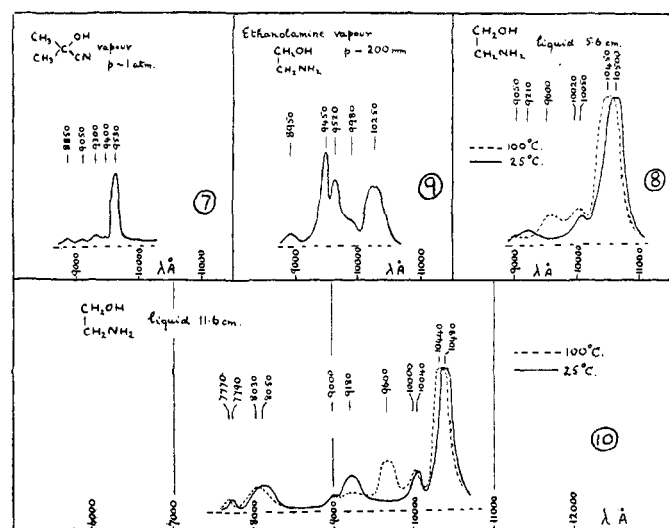 CH₃ OH
C
CH₃ CN
vapour
p~1 atm.
8850
9050
9200
9400
9530
⑦
9000
10000
11000
λ Å
Ethanolamine vapour
CH₂OH
CH₂NH₂
p - 200 mm
8950
9450
9520
9980
10250
⑨
9000
10000
11000
λ Å
CH₂OH
CH₂NH₂
liquid 5.6 cm.
9050
9210
9600
10020
10050
10450
10500
100°C.
25°C.
⑧
9000
10000
11000
λ Å
CH₂OH
CH₂NH₂
liquid 11.6 cm.
7770
7790
8030
8050
9000
9180
9600
10000
10040
10440
10480
100°C.
25°C.
⑩
6000
7000
8000
9000
10000
11000
12000
λ Å